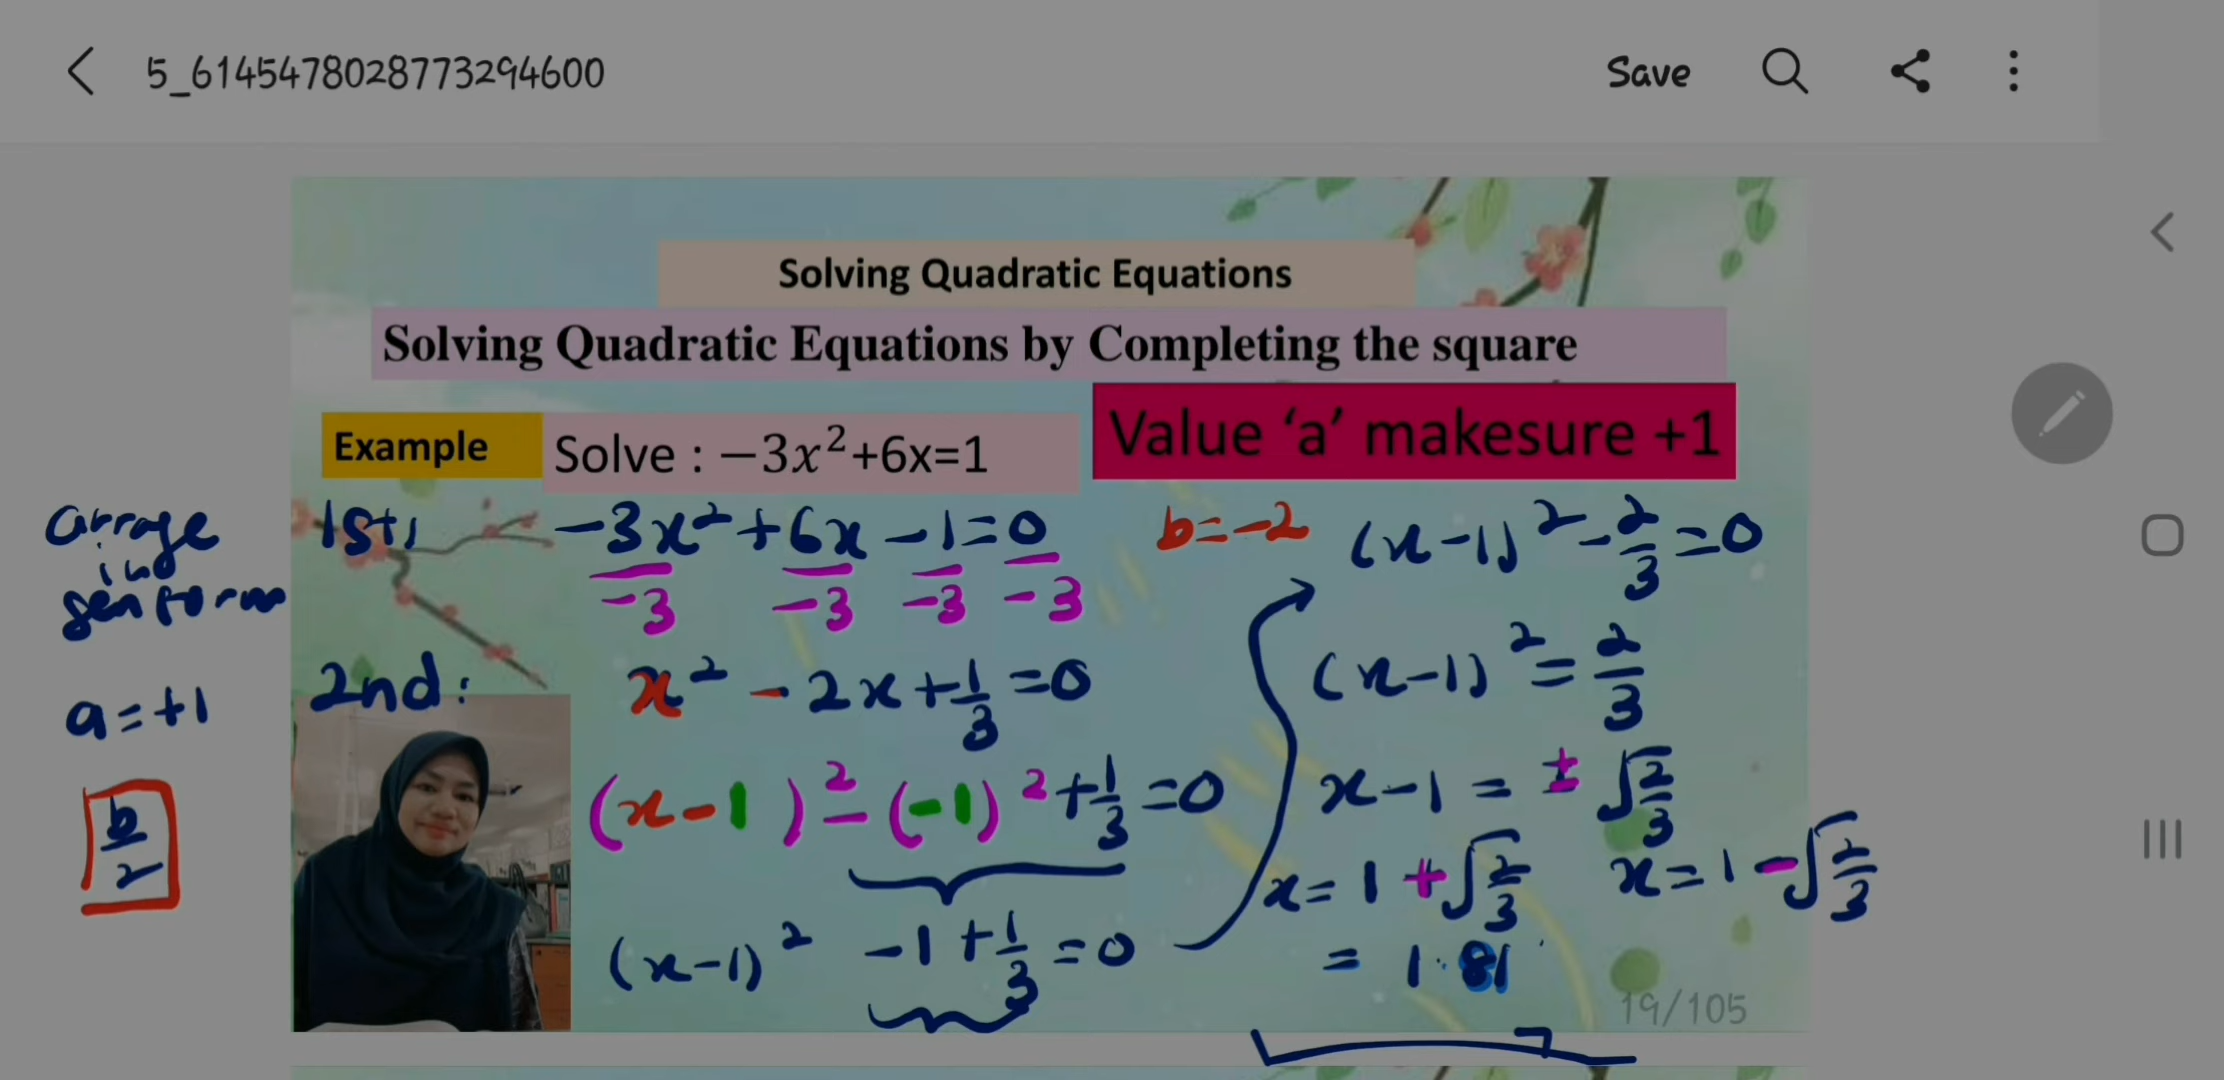 5_6145478028773294600
Save
Solving Quadratic Equations
Solving Quadratic Equations by Completing the square
Example
Solve : −3x²+6x=1
Value ‘a’ makesure +1
arrage
in
gen form
1st,
−3x²+6x−1=0
−3 −3 −3 −3
2nd:
a=+1
x² − 2x + 1/3 = 0
b/2
(x−1)² − (−1)² + 1/3 = 0
(x−1)² −1 + 1/3 = 0
b=−2
(x−1)² − 2/3 = 0
(x−1)² = 2/3
x−1 = ± √2/3
x = 1 + √2/3
x = 1 − √2/3
= 1.81
19/105